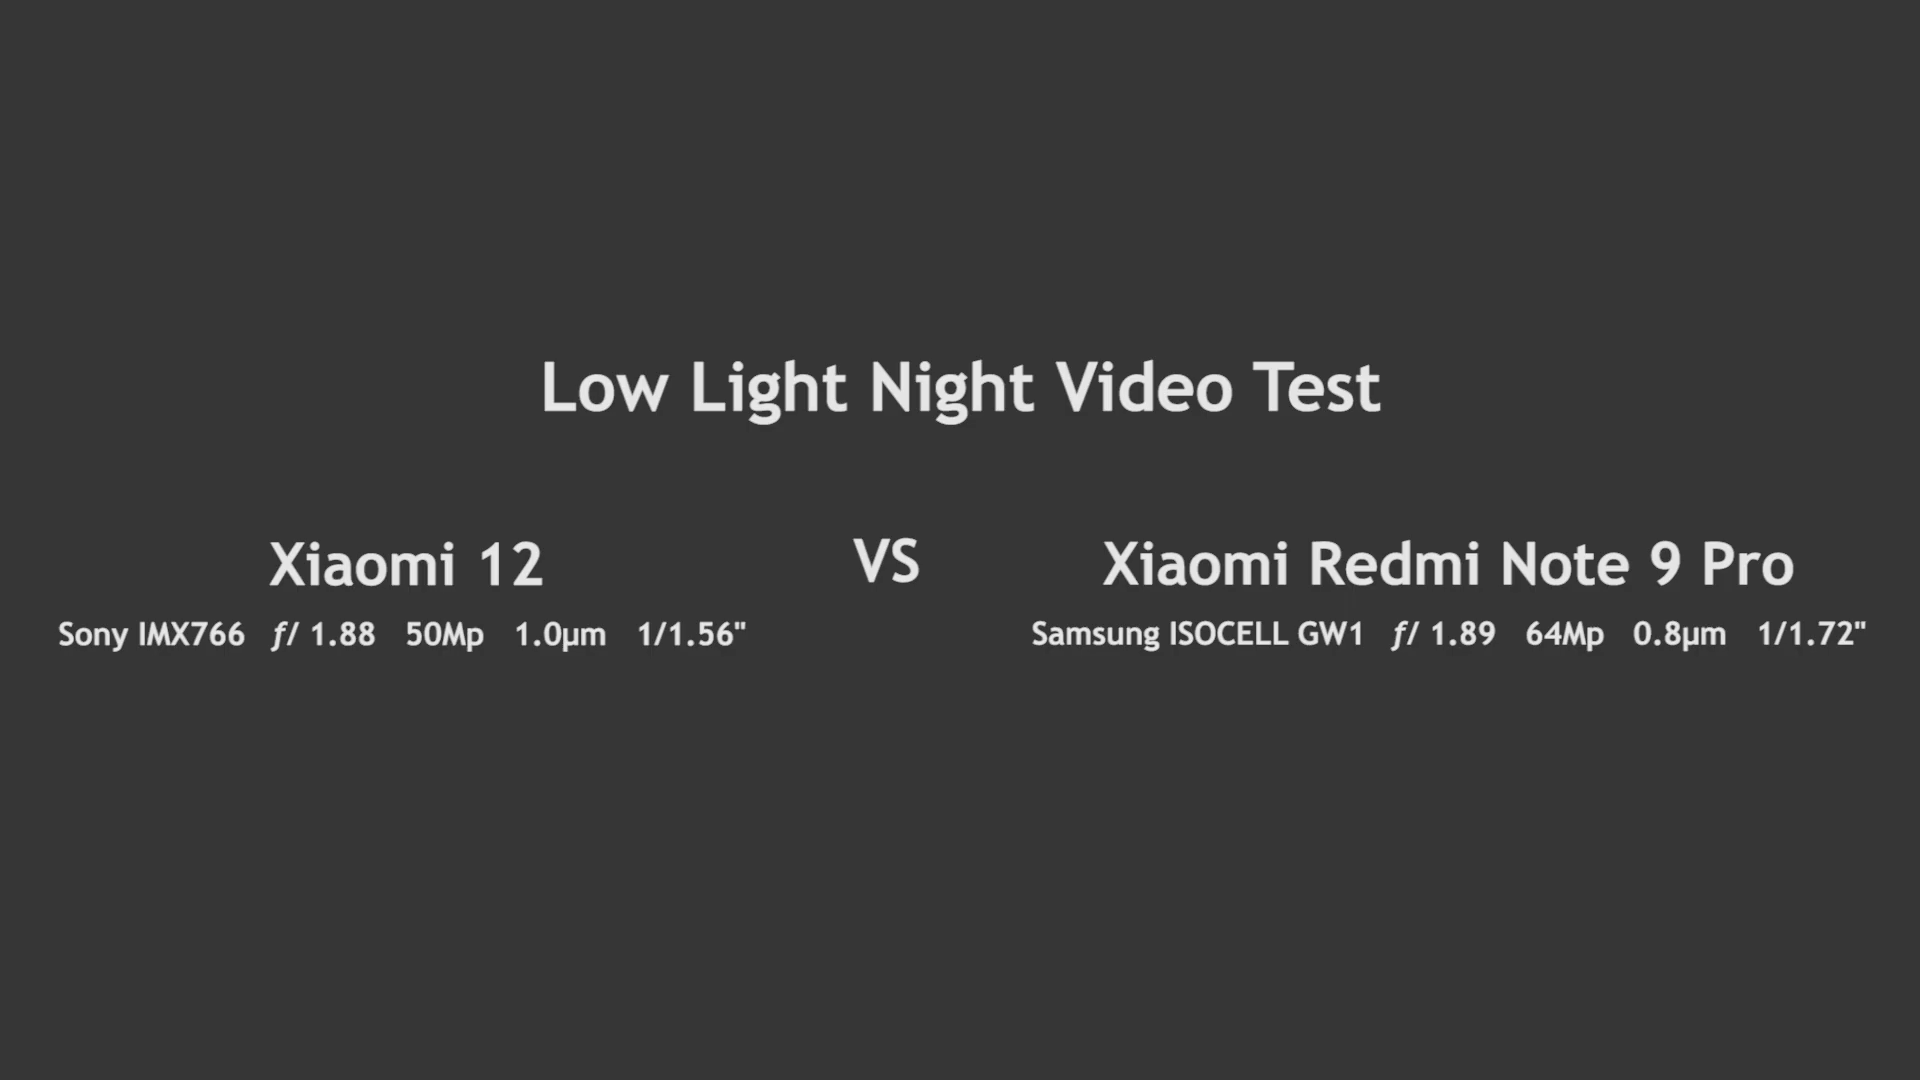 Low Light Night Video Test
Xiaomi 12 VS Xiaomi Redmi Note 9 Pro
Sony IMX766 ƒ/ 1.88 50Mp 1.0µm 1/1.56" Samsung ISOCELL GW1 ƒ/ 1.89 64Mp 0.8µm 1/1.72"